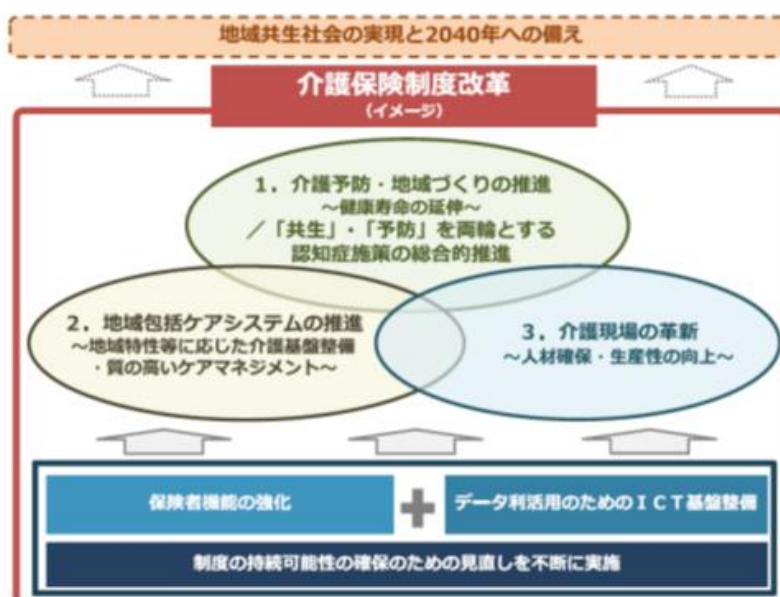 地域共生社会の実現と2040年への備え
介護保険制度改革
（イメージ）
1．介護予防・地域づくりの推進
～健康寿命の延伸～
／「共生」・「予防」を両輪とする
認知症施策の総合的推進
2．地域包括ケアシステムの推進
～地域特性等に応じた介護基盤整備
・質の高いケアマネジメント～
3．介護現場の革新
～人材確保・生産性の向上～
保険者機能の強化
データ利活用のためのＩＣＴ基盤整備
制度の持続可能性の確保のための見直しを不断に実施